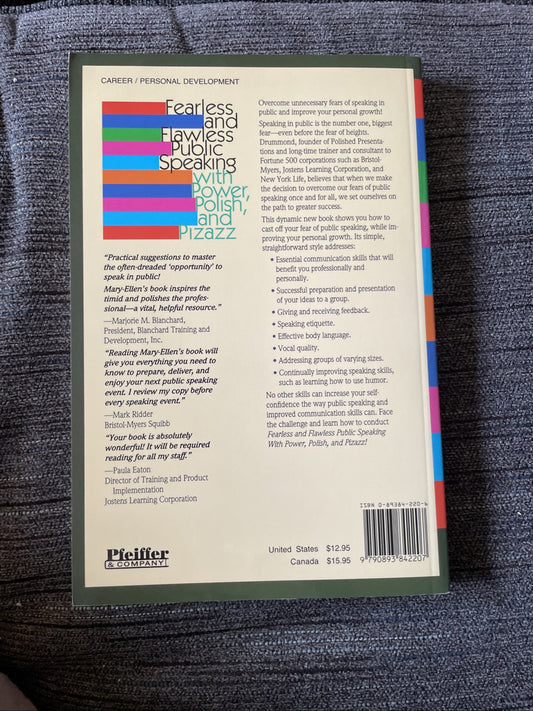 CAREER / PERSONAL DEVELOPMENT
Fearless
and
Flawless
Public
Speaking
with
Power,
Polish,
and
Pizazz
"Practical suggestions to master
the often-dreaded 'opportunity' to
speak in public!
Mary-Ellen's book inspires the
timid and polishes the profes-
sional—a vital, helpful resource."
—Marjorie M. Blanchard,
President, Blanchard Training and
Development, Inc.
"Reading Mary-Ellen's book will
give you everything you need
to know to prepare, deliver, and
enjoy your next public speaking
event. I review my copy before
every speaking event."
—Mark Ridder
Bristol-Myers Squibb
"Your book is absolutely
wonderful! It will be required
reading for all my staff."
—Paula Eaton
Director of Training and Product
Implementation
Jostens Learning Corporation
Pfeiffer
& COMPANY
Overcome unnecessary fears of speaking in
public and improve your personal growth!
Speaking in public is the number one, biggest
fear—even before the fear of heights.
Drummond, founder of Polished Presenta-
tions and long-time trainer and consultant to
Fortune 500 corporations such as Bristol-
Myers, Jostens Learning Corporation, and
New York Life, believes that when we make
the decision to overcome our fears of public
speaking once and for all, we set ourselves on
the path to greater success.
This dynamic new book shows you how to
cast off your fear of public speaking, while im-
proving your personal growth. Its simple,
straightforward style addresses:
• Essential communication skills that will
benefit you professionally and
personally.
• Successful preparation and presentation
of your ideas to a group.
• Giving and receiving feedback.
• Speaking etiquette.
• Effective body language.
• Vocal quality.
• Addressing groups of varying sizes.
• Continually improving speaking skills,
such as learning how to use humor.
No other skills can increase your self-
confidence the way public speaking and
improved communication skills can. Face
the challenge and learn how to conduct
Fearless and Flawless Public Speaking
With Power, Polish, and Pizazz!
ISBN 0-89384-220-6
United States $12.95
Canada $15.95
9 780893 842207